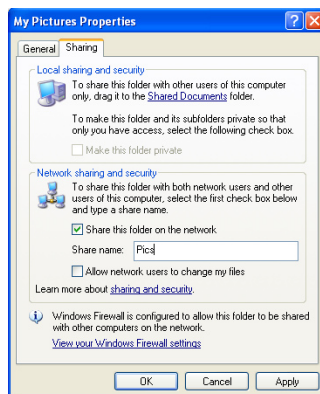 My Pictures Properties
General Sharing
Local sharing and security
To share this folder with other users of this computer
only, drag it to the Shared Documents folder.
To make this folder and its subfolders private so that
only you have access, select the following check box.
Make this folder private
Network sharing and security
To share this folder with both network users and other
users of this computer, select the first check box below
and type a share name.
Share this folder on the network
Share name: Pics
Allow network users to change my files
Learn more about sharing and security.
Windows Firewall is configured to allow this folder to be shared
with other computers on the network.
View your Windows Firewall settings
OK Cancel Apply